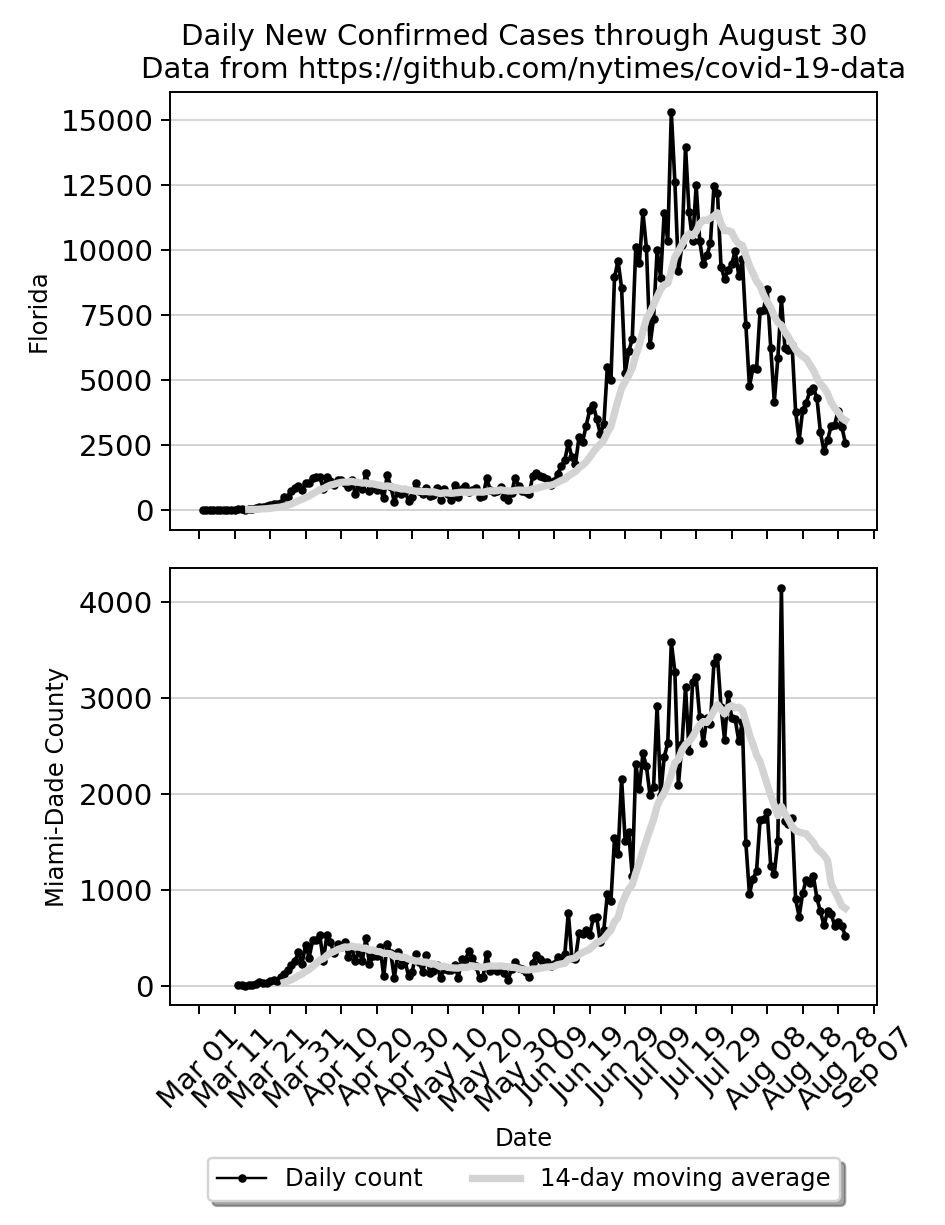 Daily New Confirmed Cases through August 30
Data from https://github.com/nytimes/covid-19-data
15000
12500
10000
7500
5000
2500
0
Florida
4000
3000
2000
1000
0
Miami-Dade County
Mar 01
Mar 11
Mar 21
Mar 31
Apr 10
Apr 20
Apr 30
May 10
May 20
May 30
Jun 09
Jun 19
Jun 29
Jul 09
Jul 19
Jul 29
Aug 08
Aug 18
Aug 28
Sep 07
Date
Daily count
14-day moving average